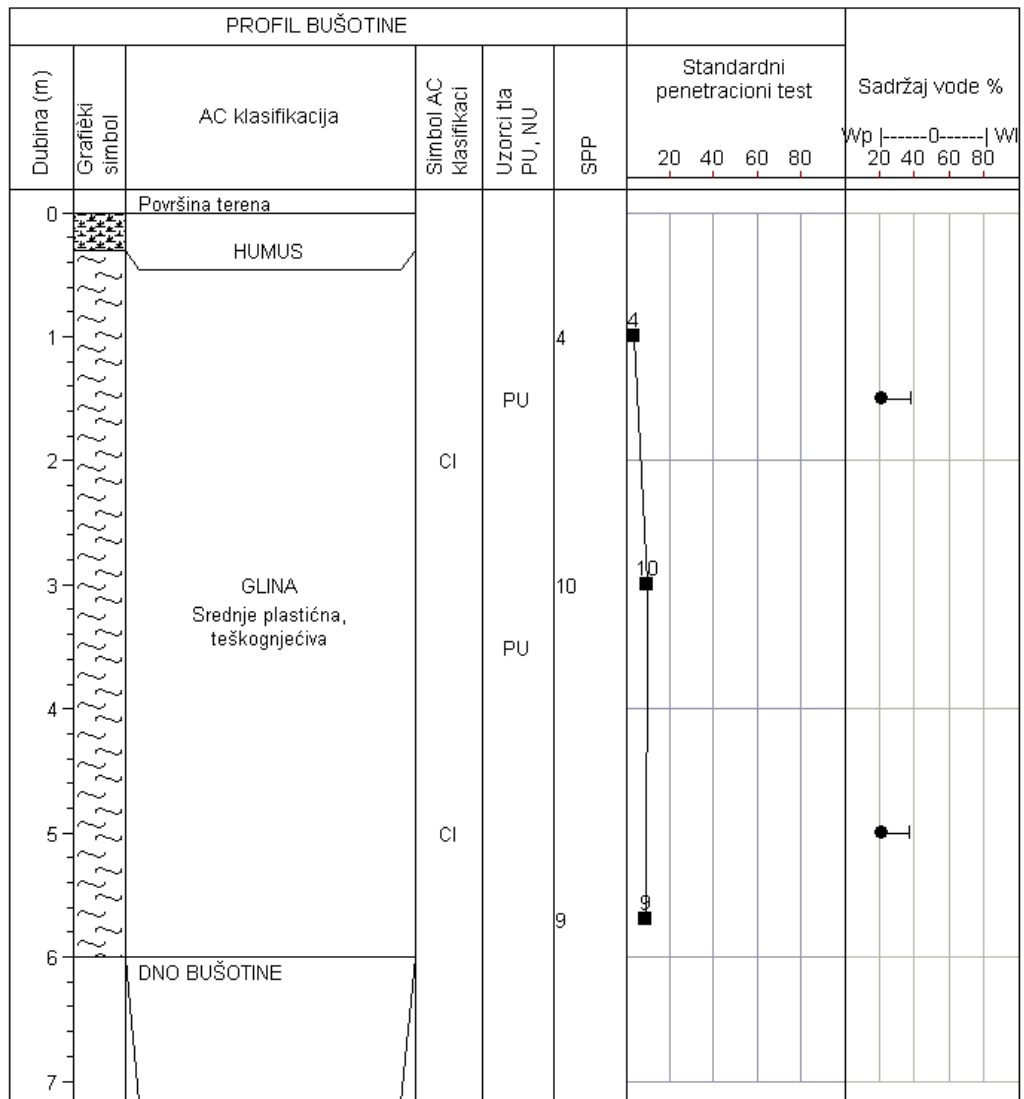 PROFIL BUŠOTINE
Dubina (m)
Grafièki
simbol
AC klasifikacija
Simbol AC
klasifikaci
Uzorci tla
PU, NU
SPP
Standardni
penetracioni test
20 40 60 80
Sadržaj vode %
Wp |------0------| Wl
20 40 60 80
Površina terena
0
HUMUS
1
4
4
PU
2
CI
3
GLINA
10
10
Srednje plastićna,
teškognjećiva
PU
4
5
CI
9
9
6
DNO BUŠOTINE
7